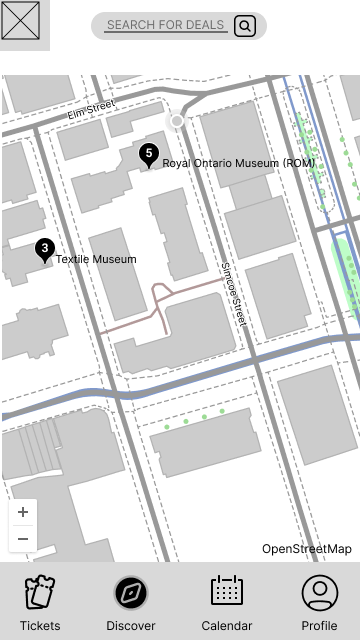 SEARCH FOR DEALS
Elm Street
5
Royal Ontario Museum (ROM)
3
Textile Museum
Simcoe Street
+
−
OpenStreetMap
Tickets
Discover
Calendar
Profile